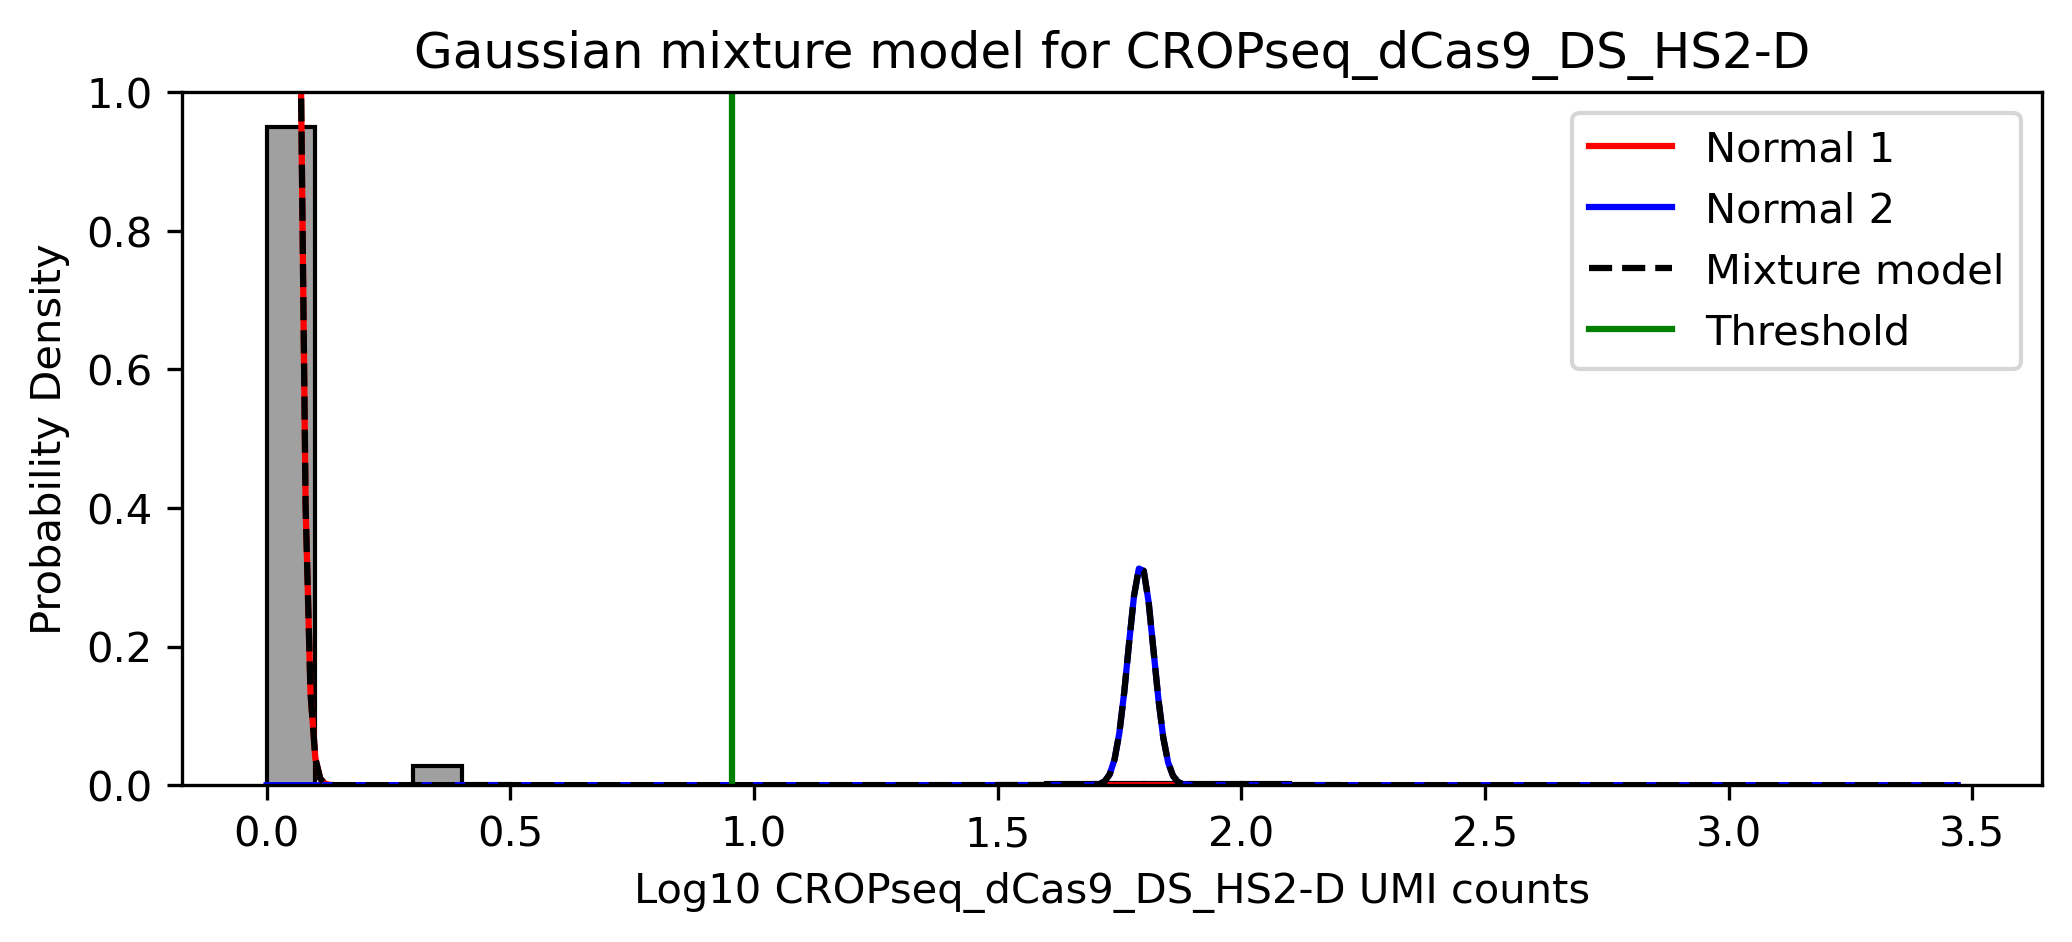 Gaussian mixture model for CROPseq_dCas9_DS_HS2-D
Probability Density
1.0
0.8
0.6
0.4
0.2
0.0
Normal 1
Normal 2
Mixture model
Threshold
0.0 0.5 1.0 1.5 2.0 2.5 3.0 3.5
Log10 CROPseq_dCas9_DS_HS2-D UMI counts